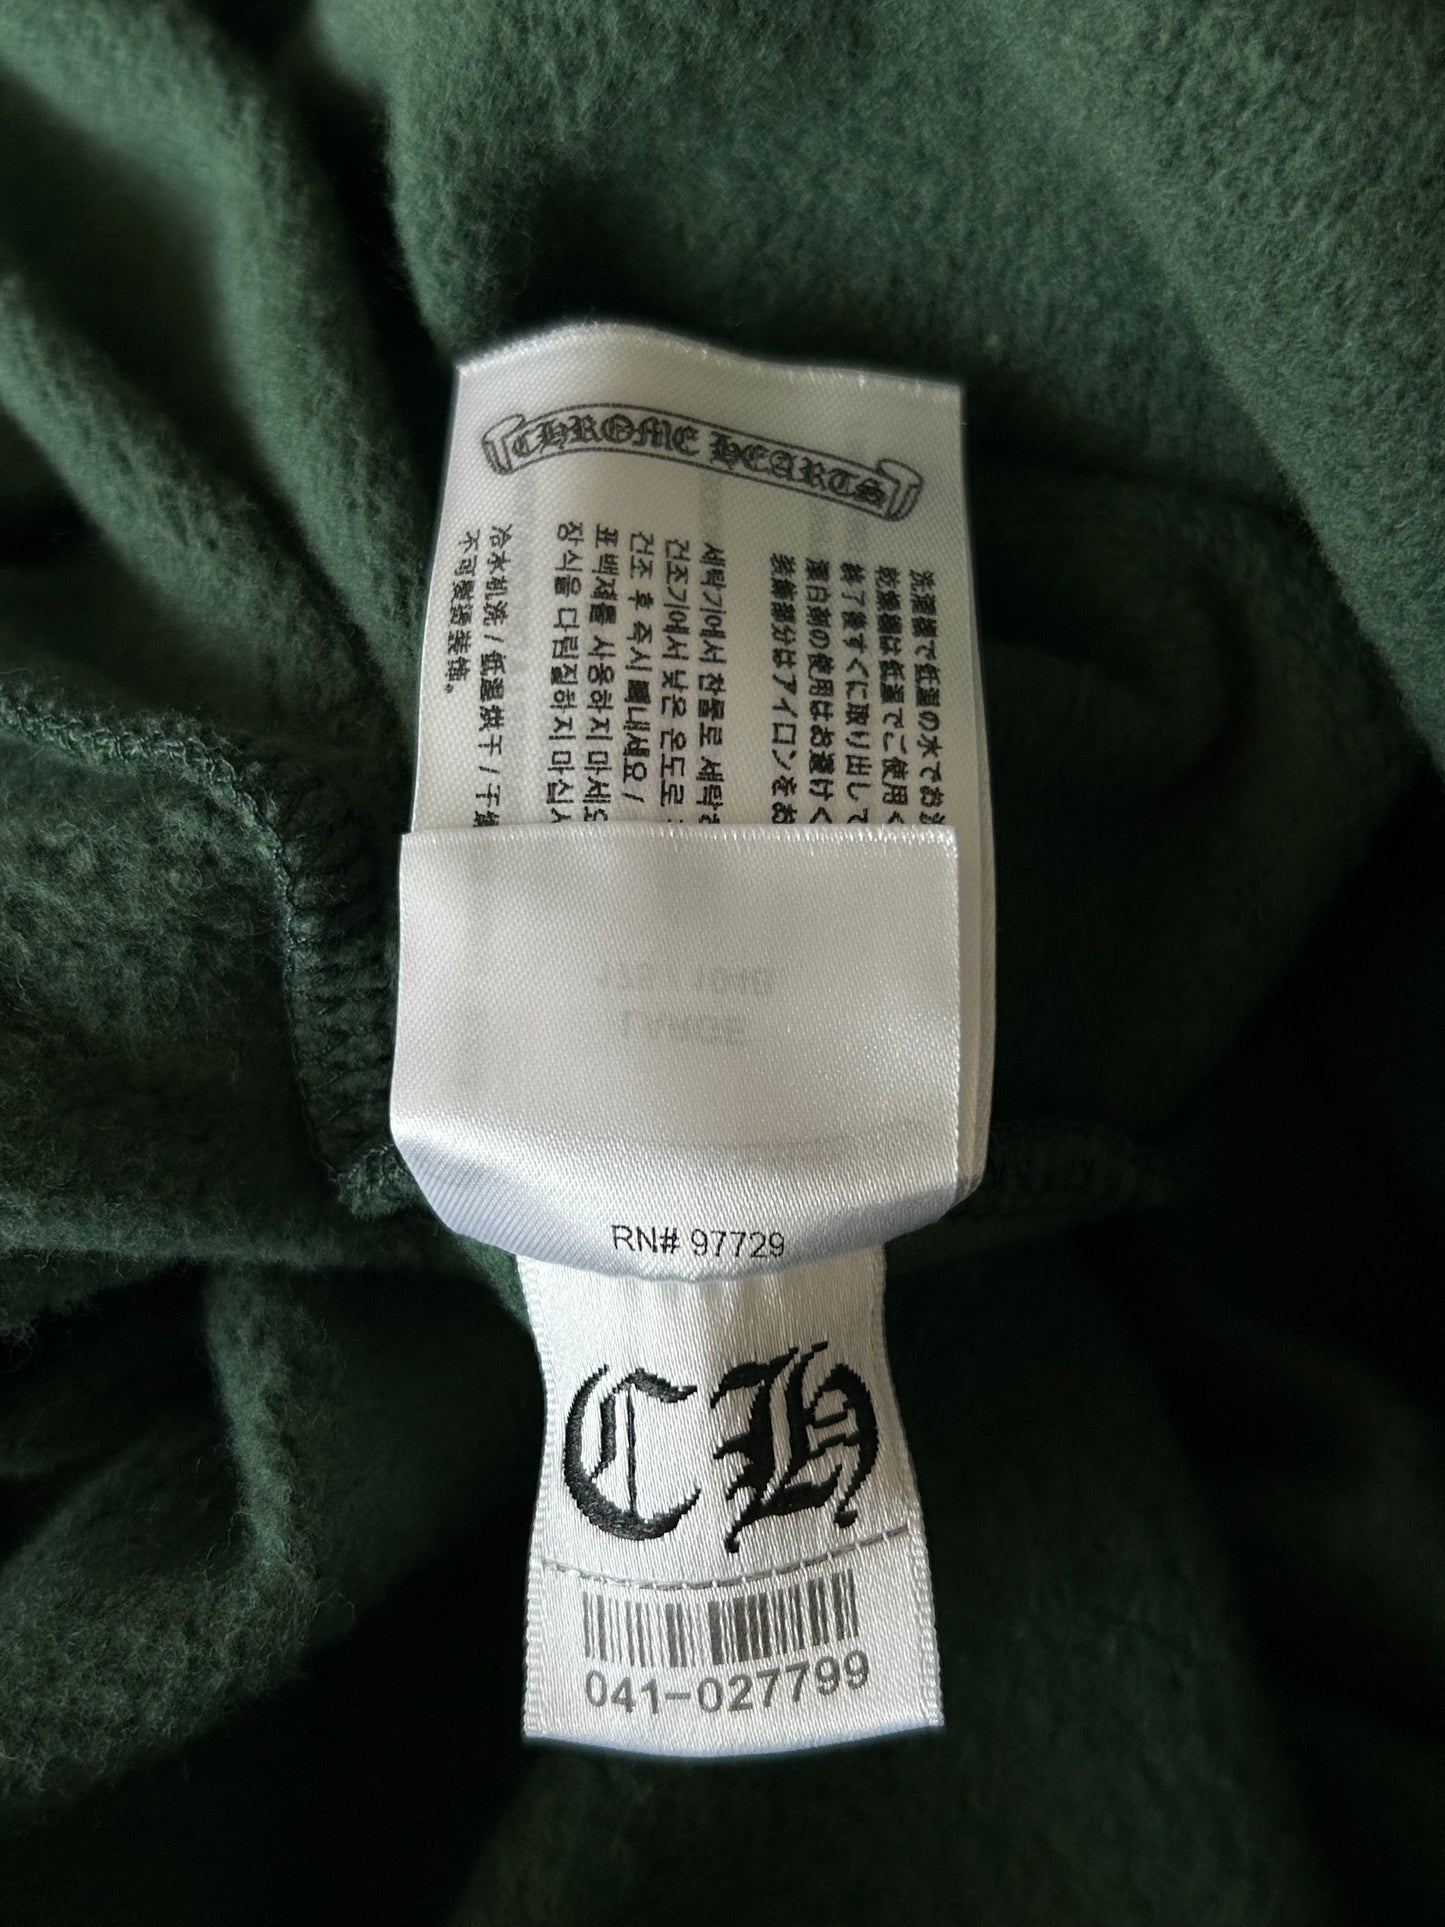 CHROME HEARTS
洗濯器で低温の水でお
乾燥機は低温でご使用く
終了後すぐに取り出して
漂白剤の使用はお避けく
装飾部分はアイロンをお
세탁기에서 찬물로 세탁
건조기에서 낮은 온도로
건조 후 즉시 빼내세요 /
표백제를 사용하지 마세요
장식을 다림질하지 마십시
冷水机洗 / 低温烘干 / 干
不可熨烫装饰。
LARGE
RN# 97729
CH
041-027799